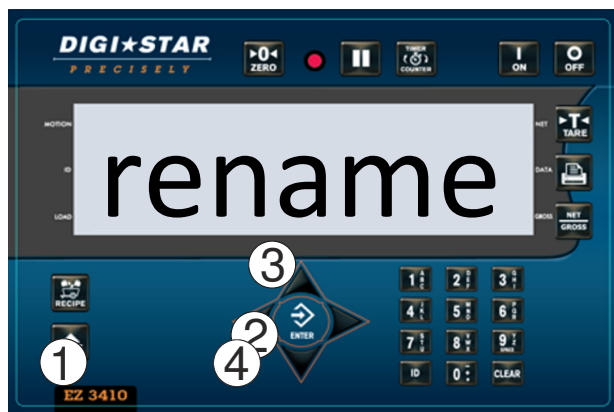 DIGI★STAR
PRECISELY
▸0◂
ZERO
TIMER
COUNTER
I
ON
O
OFF
MOTION
ID
LOAD
rename
NET
DATA
GROSS
▸T◂
TARE
NET
GROSS
RECIPE
ENTER
1
2
3
4
1 A B C
2 D E F
3 G H I
4 J K L
5 M N O
6 P Q R
7 S T U
8 V W X
9 Y Z SPACE
ID
0
CLEAR
EZ 3410